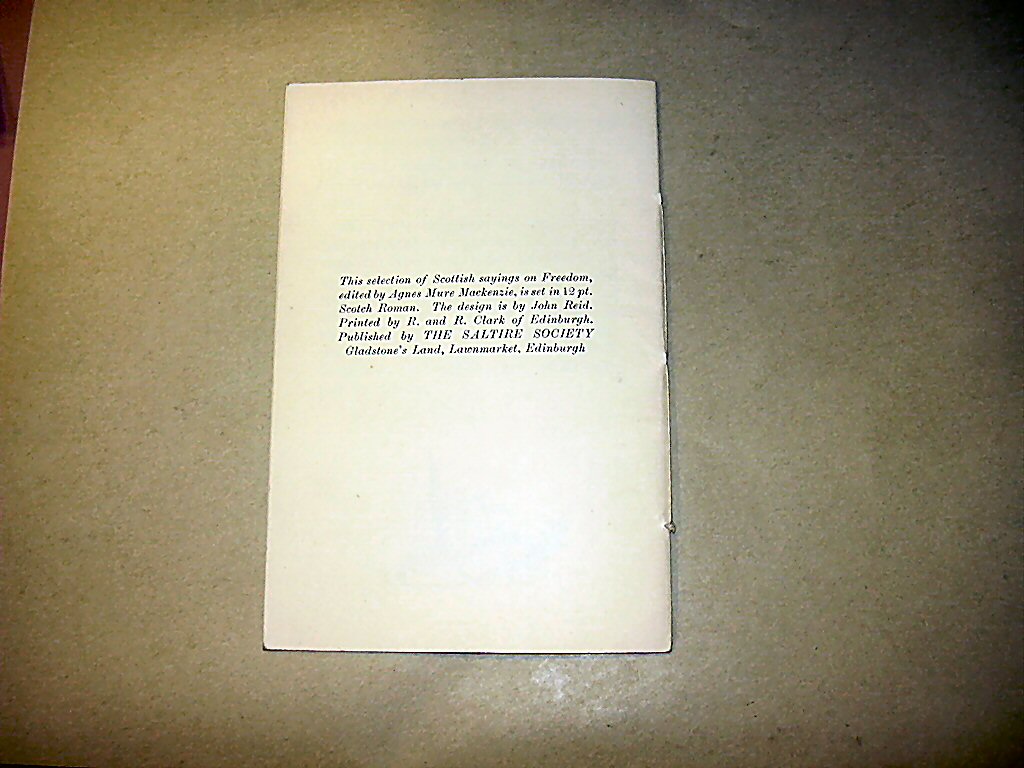 This selection of Scottish sayings on Freedom,
edited by Agnes Mure Mackenzie, is set in 12 pt.
Scotch Roman. The design is by John Reid.
Printed by R. and R. Clark of Edinburgh.
Published by THE SALTIRE SOCIETY
Gladstone's Land, Lawnmarket, Edinburgh